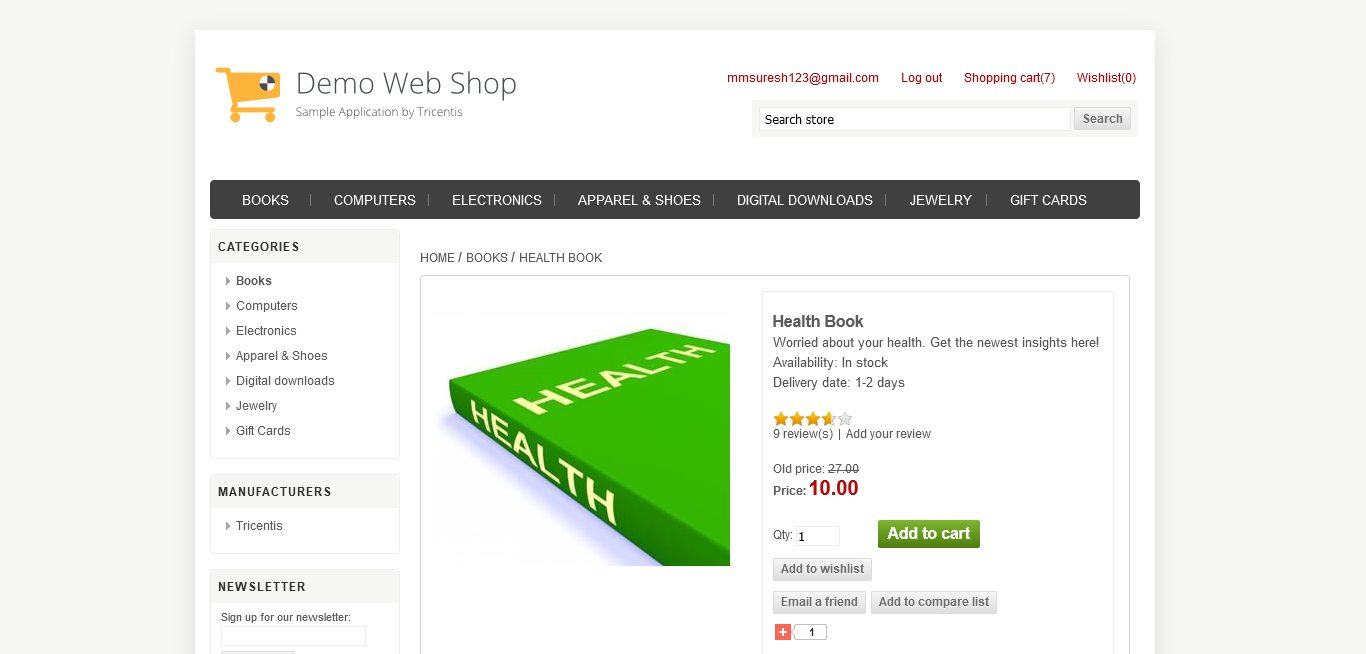 Demo Web Shop
Sample Application by Tricentis
mmsuresh123@gmail.com Log out Shopping cart(7) Wishlist(0)
Search store Search
BOOKS COMPUTERS ELECTRONICS APPAREL & SHOES DIGITAL DOWNLOADS JEWELRY GIFT CARDS
CATEGORIES
Books
Computers
Electronics
Apparel & Shoes
Digital downloads
Jewelry
Gift Cards
MANUFACTURERS
Tricentis
NEWSLETTER
Sign up for our newsletter:
HOME / BOOKS / HEALTH BOOK
HEALTH
HEALTH
Health Book
Worried about your health. Get the newest insights here!
Availability: In stock
Delivery date: 1-2 days
9 review(s) | Add your review
Old price: 27.00
Price: 10.00
Qty: 1 Add to cart
Add to wishlist
Email a friend Add to compare list
+ 1